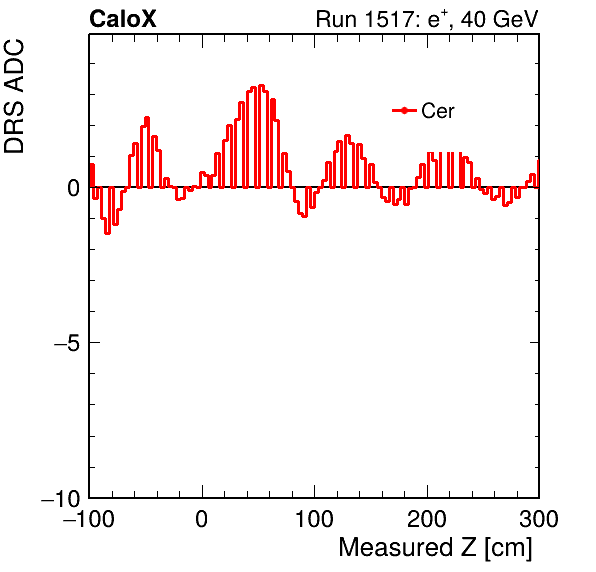 CaloX Run 1517: e+, 40 GeV
DRS ADC
Cer
0
−5
−10
−100 0 100 200 300
Measured Z [cm]